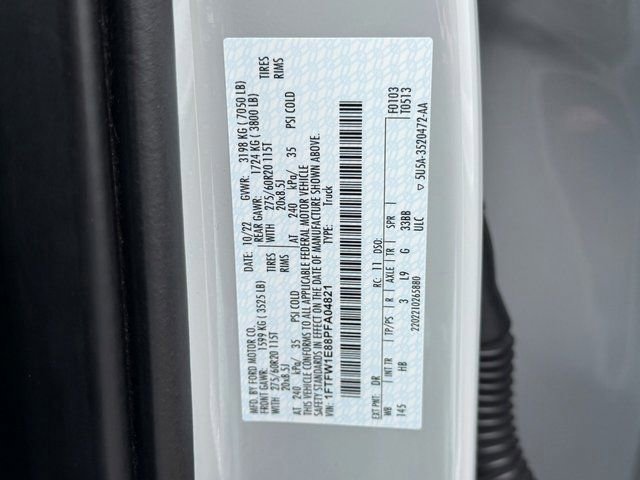 MFD. BY FORD MOTOR CO.
DATE: 10/22 GVWR: 3198 KG ( 7050 LB)
FRONT GAWR: 1599 KG ( 3525 LB) REAR GAWR: 1724 KG ( 3800 LB)
WITH 275/60R20 115T TIRES WITH 275/60R20 115T TIRES
20x8.5J RIMS 20x8.5J RIMS
AT 240 kPa/ 35 PSI COLD AT 240 kPa/ 35 PSI COLD
THIS VEHICLE CONFORMS TO ALL APPLICABLE FEDERAL MOTOR VEHICLE
SAFETY STANDARDS IN EFFECT ON THE DATE OF MANUFACTURE SHOWN ABOVE.
1FTFW1E88PFA04821 TYPE: Truck
EXT PNT: DR RC: 11 DSO: F0103
T0513
WB INT TR TP/PS R AXLE TR SPR
145 HB 3 L9 G 33BB
ULC
2202210265880 5U5A-3520472-AA